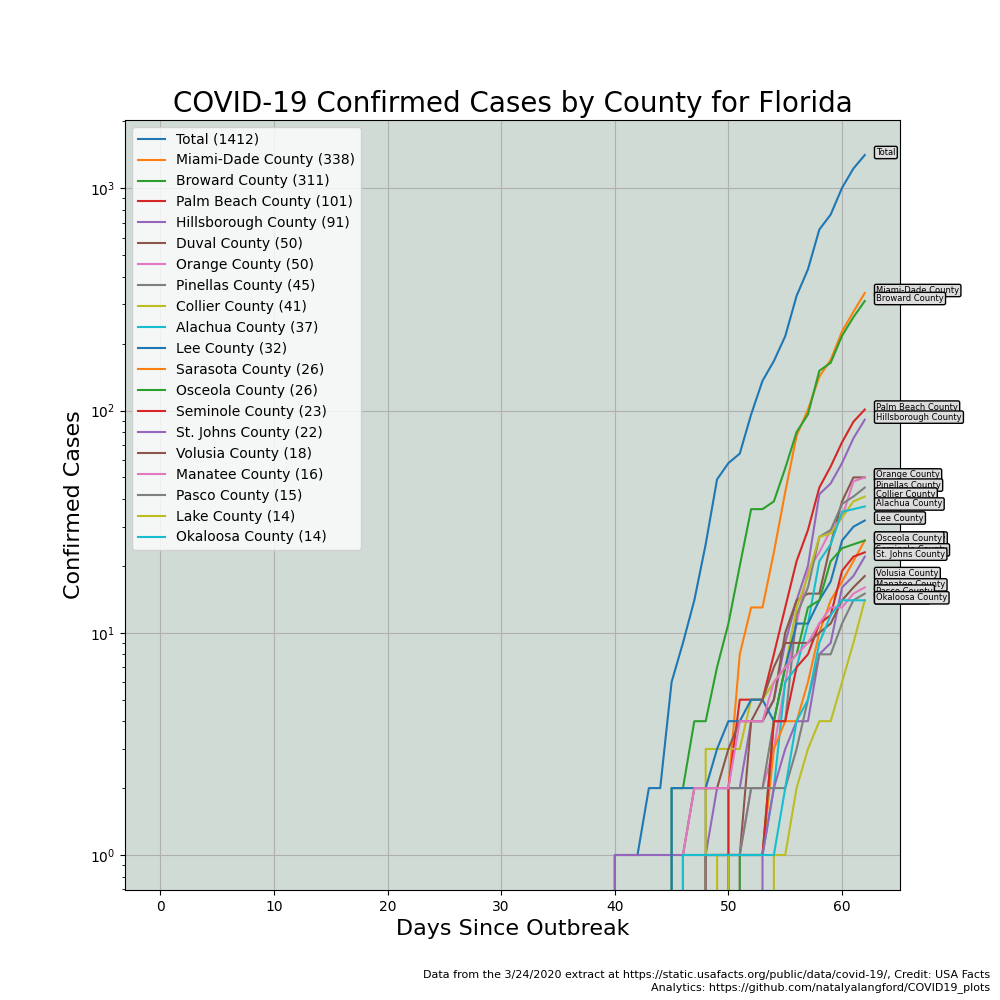 COVID-19 Confirmed Cases by County for Florida
Total (1412)
Miami-Dade County (338)
Broward County (311)
Palm Beach County (101)
Hillsborough County (91)
Duval County (50)
Orange County (50)
Pinellas County (45)
Collier County (41)
Alachua County (37)
Lee County (32)
Sarasota County (26)
Osceola County (26)
Seminole County (23)
St. Johns County (22)
Volusia County (18)
Manatee County (16)
Pasco County (15)
Lake County (14)
Okaloosa County (14)
Total
Miami-Dade County
Broward County
Palm Beach County
Hillsborough County
Orange County
Pinellas County
Collier County
Alachua County
Lee County
Osceola County
St. Johns County
Volusia County
Manatee County
Pasco County
Okaloosa County
10³
10²
10¹
10⁰
Confirmed Cases
0 10 20 30 40 50 60
Days Since Outbreak
Data from the 3/24/2020 extract at https://static.usafacts.org/public/data/covid-19/, Credit: USA Facts
Analytics: https://github.com/natalyalangford/COVID19_plots